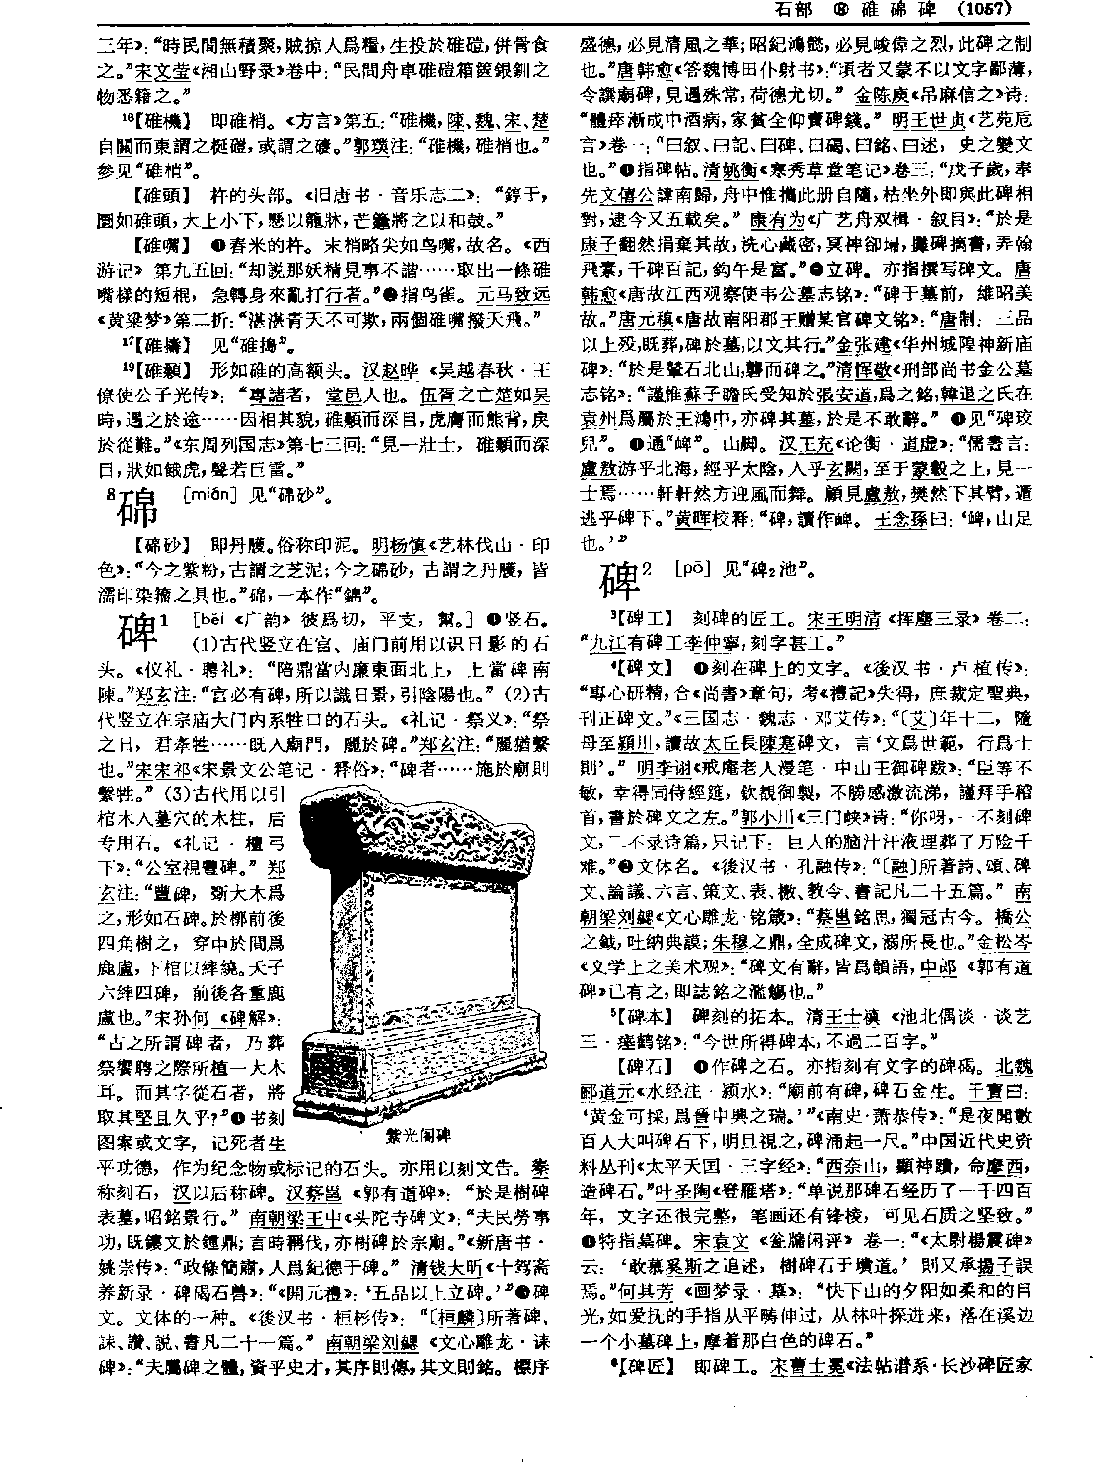 石部 ⑧ 碓 碲 碑 (1057)
三年》：“時民間無積聚，賊掠人爲糧，生投於碓磑，併骨食
之。”宋文莹《湘山野录》卷中：“民間舟車碓磑箱篋銀釧之
物悉籍之。”
16【碓機】 即碓梢。《方言》第五：“碓機，陳、魏、宋、楚
自關而東謂之梴磑，或謂之䃀。”郭璞注：“碓機，碓梢也。”
参见“碓梢”。
【碓頭】 杵的头部。《旧唐书·音乐志二》：“錞于，
圜如碓頭，大上小下，懸以籠牀，芒籥將之以和鼓。”
【碓嘴】 ❶舂米的杵。末梢略尖如鸟嘴，故名。《西
游记》第九五回：“却説那妖精見事不諧……取出一條碓
嘴樣的短棍，急轉身來亂打行者。”❷指鸟雀。元马致远
《黄粱梦》第二折：“湛湛青天不可欺，兩個碓嘴撥天飛。”
17【碓擣】 见“碓搗”。
19【碓顙】 形如碓的高额头。汉赵晔《吴越春秋·王
僚使公子光传》：“專諸者，堂邑人也。伍胥之亡楚如吴
時，遇之於途……因相其貌，碓顙而深目，虎膺而熊背，戾
於從難。”《东周列国志》第七三回：“見一壯士，碓顙而深
目，狀如餓虎，聲若巨雷。”
8碲 [mián] 见“碲砂”。
【碲砂】 即丹雘。俗称印泥。明杨慎《艺林伐山·印
色》：“今之紫粉，古謂之芝泥；今之碲砂，古謂之丹雘，皆
濡印染籀之具也。”碲，一本作“錦”。
碑1 [bēi 《广韵》彼爲切，平支，幫。] ❶竖石。
(1)古代竖立在宫、庙门前用以识日影的石
头。《仪礼·聘礼》：“陪鼎當内廉東面北上，上當碑南
陳。”郑玄注：“宫必有碑，所以識日景，引陰陽也。” (2)古
代竖立在宗庙大门内系牲口的石头。《礼记·祭义》：“祭
之日，君牽牲……既入廟門，麗於碑。”郑玄注：“麗猶繫
也。”宋宋祁《宋景文公笔记·释俗》：“碑者……施於廟則
繫牲。” (3)古代用以引
棺木入墓穴的木柱，后
专用石。《礼记·檀弓
下》：“公室視豐碑。”郑
玄注：“豐碑，斲大木爲
之，形如石碑。於槨前後
四角樹之，穿中於間爲
鹿盧，下棺以繂繞。天子
六繂四碑，前後各重鹿
盧也。”宋孙何《碑解》：
“古之所謂碑者，乃葬
祭饗聘之際所植一大木
耳。而其字從石者，將
取其堅且久乎？”❷书刻
图案或文字，记死者生
紫光阁碑
平功德，作为纪念物或标记的石头。亦用以刻文告。秦
称刻石，汉以后称碑。汉蔡邕《郭有道碑》：“於是樹碑
表墓，昭銘景行。”南朝梁王屮《头陀寺碑文》：“夫民勞事
功，既鏤文於鍾鼎；言時稱伐，亦樹碑於宗廟。”《新唐书·
姚崇传》：“政條簡肅，人爲紀德于碑。”清钱大昕《十驾斋
养新录·碑碣石兽》：“《開元禮》：‘五品以上立碑。’”❸碑
文。文体的一种。《後汉书·桓彬传》：“〔桓麟〕所著碑、
誄、讚、説、書凡二十一篇。”南朝梁刘勰《文心雕龙·诔
碑》：“夫屬碑之體，資乎史才，其序則傳，其文則銘。標序
盛德，必見清風之華；昭紀鴻懿，必見峻偉之烈，此碑之制
也。”唐韩愈《答魏博田仆射书》：“頃者又蒙不以文字鄙薄，
令譔廟碑，見遇殊常，荷德尤切。”金陈庾《吊麻信之》诗：
“體瘁漸成中酒病，家貧全仰賣碑錢。”明王世贞《艺苑卮
言》卷一：“曰叙、曰記、曰碑、曰碣、曰銘、曰述，史之變文
也。”❹指碑帖。清姚衡《寒秀草堂笔记》卷三：“戊子歲，奉
先文僖公諱南歸，舟中惟攜此册自隨，枯坐外即與此碑相
對，逮今又五載矣。”康有为《广艺舟双楫·叙目》：“於是
康子翻然捐棄其故，洗心藏密，冥神卻埽，攤碑摛書，弄翰
飛素，千碑百記，鈎午是富。”❺立碑。亦指撰写碑文。唐
韩愈《唐故江西观察使韦公墓志铭》：“碑于墓前，維昭美
故。”唐元稹《唐故南阳郡王赠某官碑文铭》：“唐制：三品
以上殁，既葬，碑於墓，以文其行。”金张建《华州城隍神新庙
碑》：“於是鑿石北山，礱而碑之。”清恽敬《刑部尚书金公墓
志铭》：“謹惟蘇子瞻氏受知於張安道，爲之銘，韓退之氏在
袁州爲屬於王鴻中，亦碑其墓，於是不敢辭。”❻见“碑珓
兒”。❼通“崥”。山脚。汉王充《论衡·道虚》：“儒書言：
盧敖游乎北海，經乎太陰，入乎玄關，至于蒙轂之上，見一
士焉……軒軒然方迎風而舞。顧見盧敖，樊然下其臂，遁
逃乎碑下。”黄晖校释：“碑，讀作崥。王念孫曰：‘崥，山足
也。’”
碑2 [pō] 见“碑2池”。
3【碑工】 刻碑的匠工。宋王明清《挥麈三录》卷二：
“九江有碑工李仲寧，刻字甚工。”
4【碑文】 ❶刻在碑上的文字。《後汉书·卢植传》：
“專心研精，合《尚書》章句，考《禮記》失得，庶裁定聖典，
刊正碑文。”《三国志·魏志·邓艾传》：“〔艾〕年十二，隨
母至潁川，讀故太丘長陳寔碑文，言‘文爲世範，行爲士
則’。”明李诩《戒庵老人漫笔·中山王御碑跋》：“臣等不
敏，幸得同侍經筵，欽覩御製，不勝感激流涕，謹拜手稽
首，書於碑文之左。”郭小川《三门峡》诗：“你呀，一不刻碑
文，二不录诗篇，只记下：巨人的脑汁汗液埋葬了万险千
难。”❷文体名。《後汉书·孔融传》：“〔融〕所著詩、頌、碑
文、論議、六言、策文、表、檄、教令、書記凡二十五篇。”南
朝梁刘勰《文心雕龙·铭箴》：“蔡邕銘思，獨冠古今。橋公
之鉞，吐納典謨；朱穆之鼎，全成碑文，溺所長也。”金松岑
《文学上之美术观》：“碑文有辭，皆爲韻語，中郎《郭有道
碑》已有之，即誌銘之濫觴也。”
5【碑本】 碑刻的拓本。清王士禛《池北偶谈·谈艺
三·瘞鹤铭》：“今世所得碑本，不過二百字。”
【碑石】 ❶作碑之石。亦指刻有文字的碑碣。北魏
郦道元《水经注·颍水》：“廟前有碑，碑石金生。干寶曰：
‘黄金可採，爲晉中興之瑞。’”《南史·萧恭传》：“是夜聞數
百人大叫碑石下，明旦視之，碑涌起一尺。”中国近代史资
料丛刊《太平天国·三字经》：“西奈山，顯神蹟，命摩西，
造碑石。”叶圣陶《登雁塔》：“单说那碑石经历了一千四百
年，文字还很完整，笔画还有锋棱，可见石质之坚致。”
❷特指墓碑。宋袁文《瓮牖闲评》卷一：“《太尉楊震碑》
云：‘敢慕奚斯之追述，樹碑石于墳道。’則又承揚子誤
焉。”何其芳《画梦录·墓》：“快下山的夕阳如柔和的目
光，如爱抚的手指从平畴伸过，从林叶探进来，落在溪边
一个小墓碑上，摩着那白色的碑石。”
6【碑匠】 即碑工。宋曹士冕《法帖谱系·长沙碑匠家